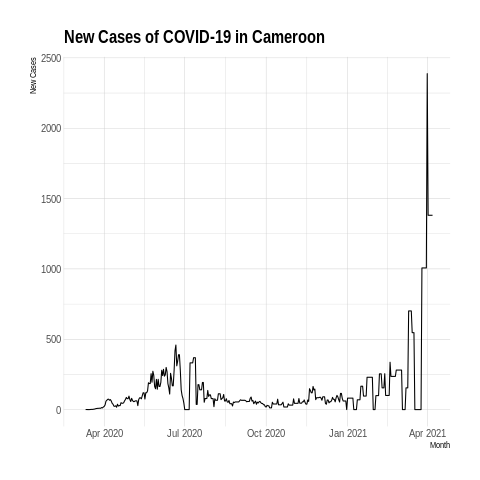 New Cases of COVID-19 in Cameroon
New Cases
2500
2000
1500
1000
500
0
Apr 2020
Jul 2020
Oct 2020
Jan 2021
Apr 2021
Month